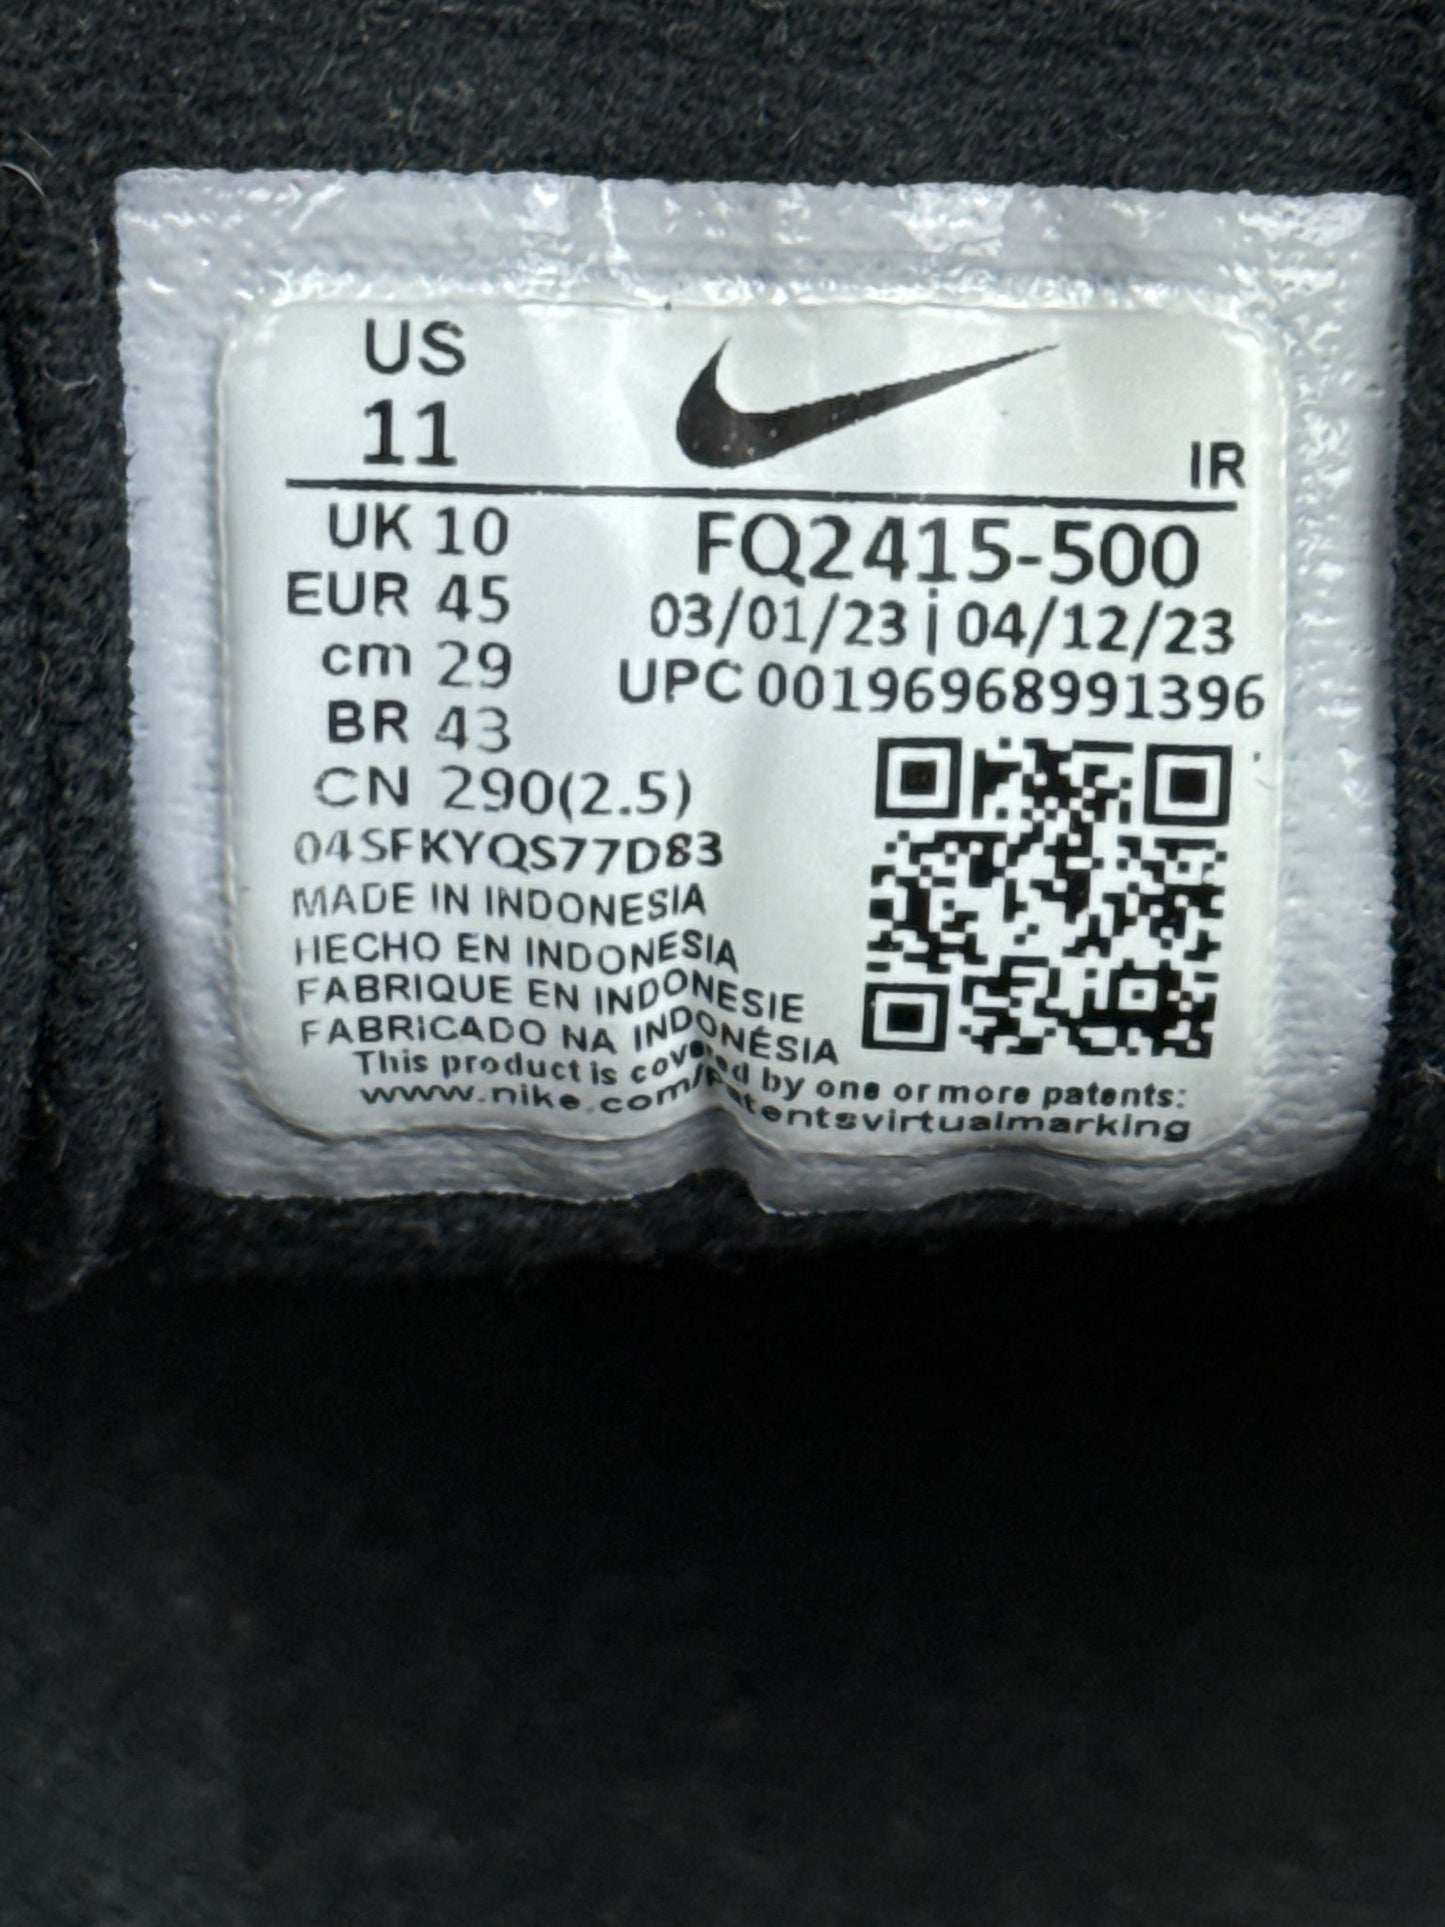 US
11
IR
UK 10
EUR 45
cm 29
BR 43
CN 290(2.5)
FQ2415-500
03/01/23 | 04/12/23
UPC 00196968991396
04SFKYQS77D83
MADE IN INDONESIA
HECHO EN INDONESIA
FABRIQUE EN INDONESIE
FABRICADO NA INDONÉSIA
This product is covered by one or more patents:
www.nike.com/patentsvirtualmarking